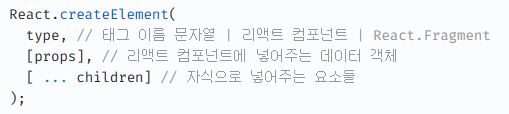 React.createElement(
type, // 태그 이름 문자열 | 리액트 컴포넌트 | React.Fragment
[props], // 리액트 컴포넌트에 넣어주는 데이터 객체
[ ... children] // 자식으로 넣어주는 요소들
);